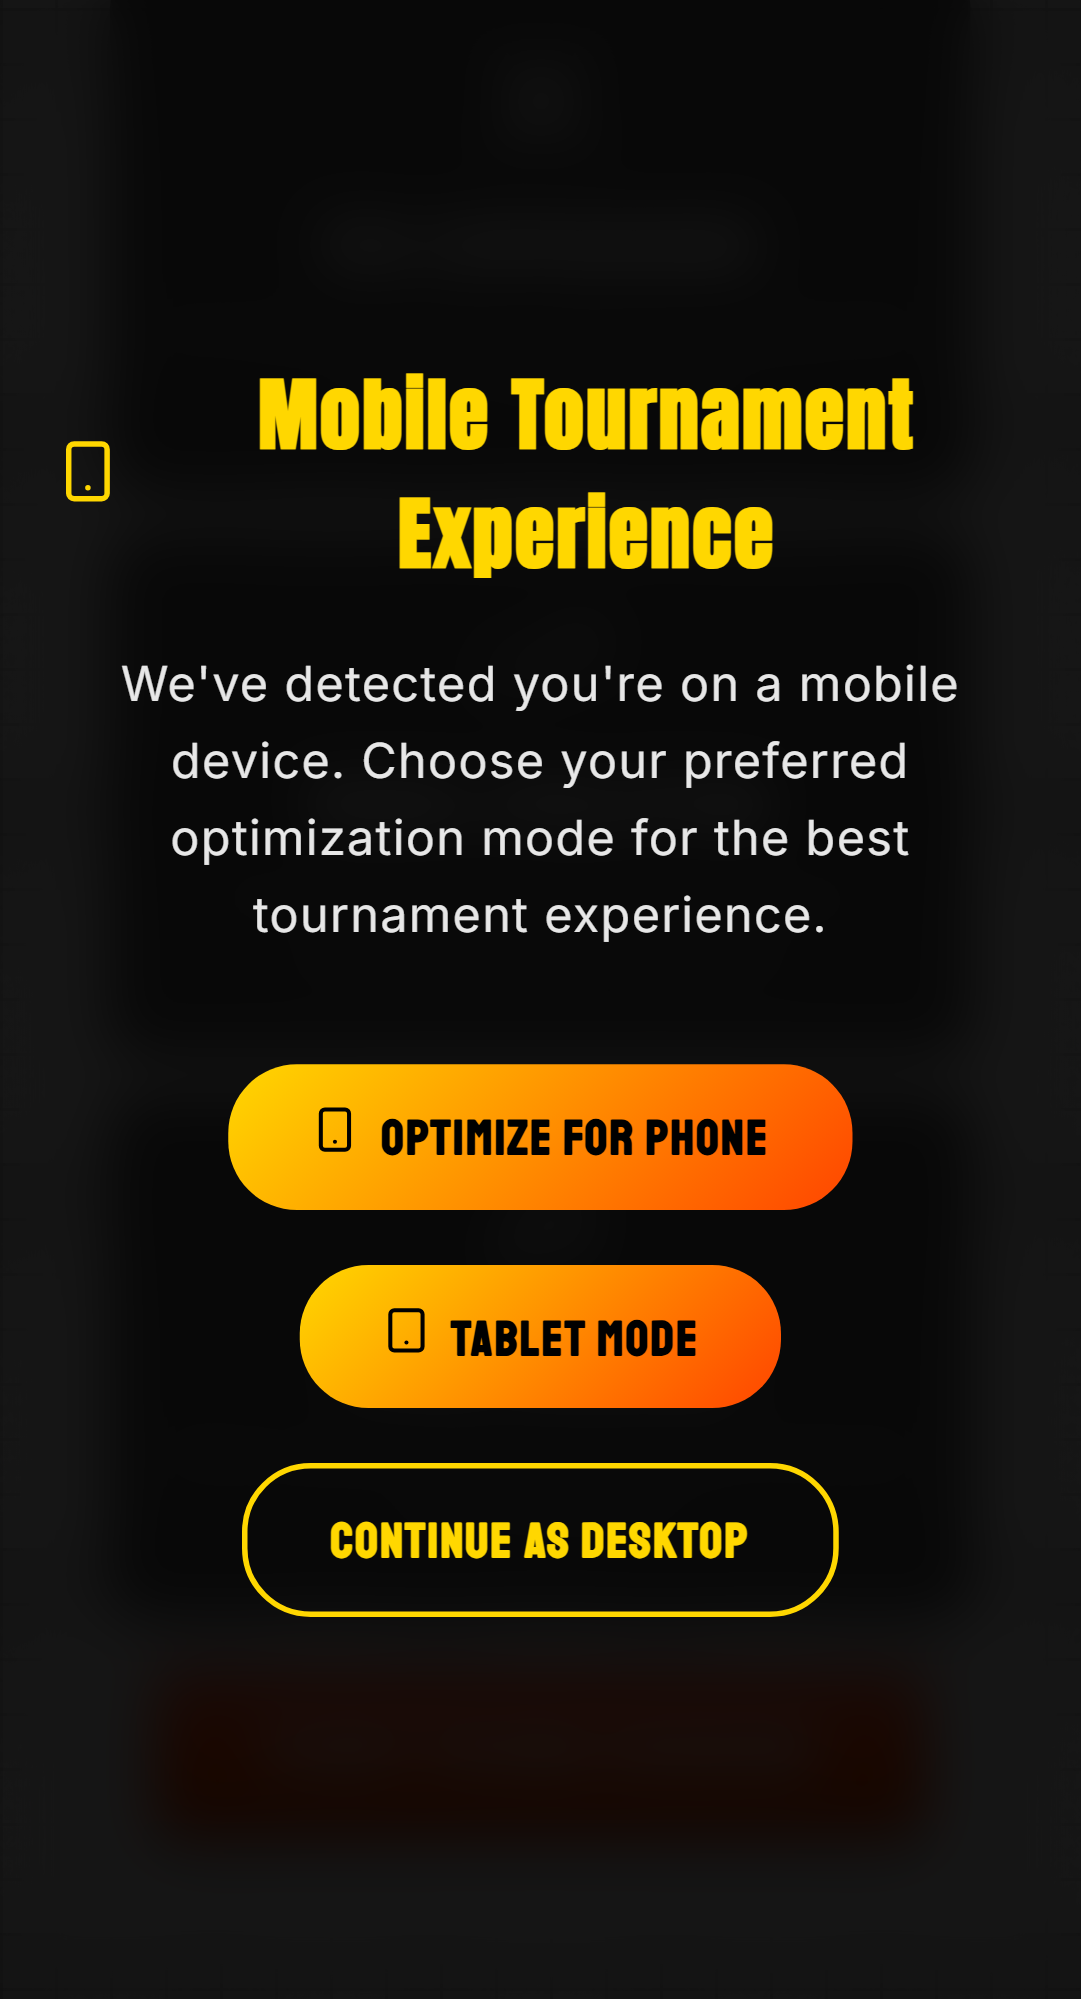 Mobile Tournament
Experience
We've detected you're on a mobile
device. Choose your preferred
optimization mode for the best
tournament experience.
OPTIMIZE FOR PHONE
TABLET MODE
CONTINUE AS DESKTOP